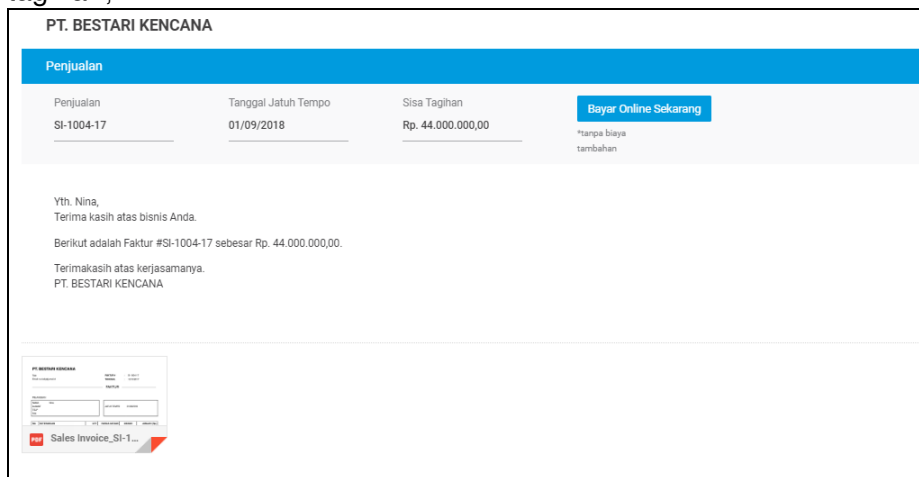 PT. BESTARI KENCANA
Penjualan
Penjualan
Tanggal Jatuh Tempo
Sisa Tagihan
Bayar Online Sekarang
SI-1004-17
01/09/2018
Rp. 44.000.000,00
*tanpa biaya
tambahan
Yth. Nina,
Terima kasih atas bisnis Anda.
Berikut adalah Faktur #SI-1004-17 sebesar Rp. 44.000.000,00.
Terimakasih atas kerjasamanya.
PT. BESTARI KENCANA
PT. BESTARI KENCANA
PDF
Sales Invoice_SI-1...